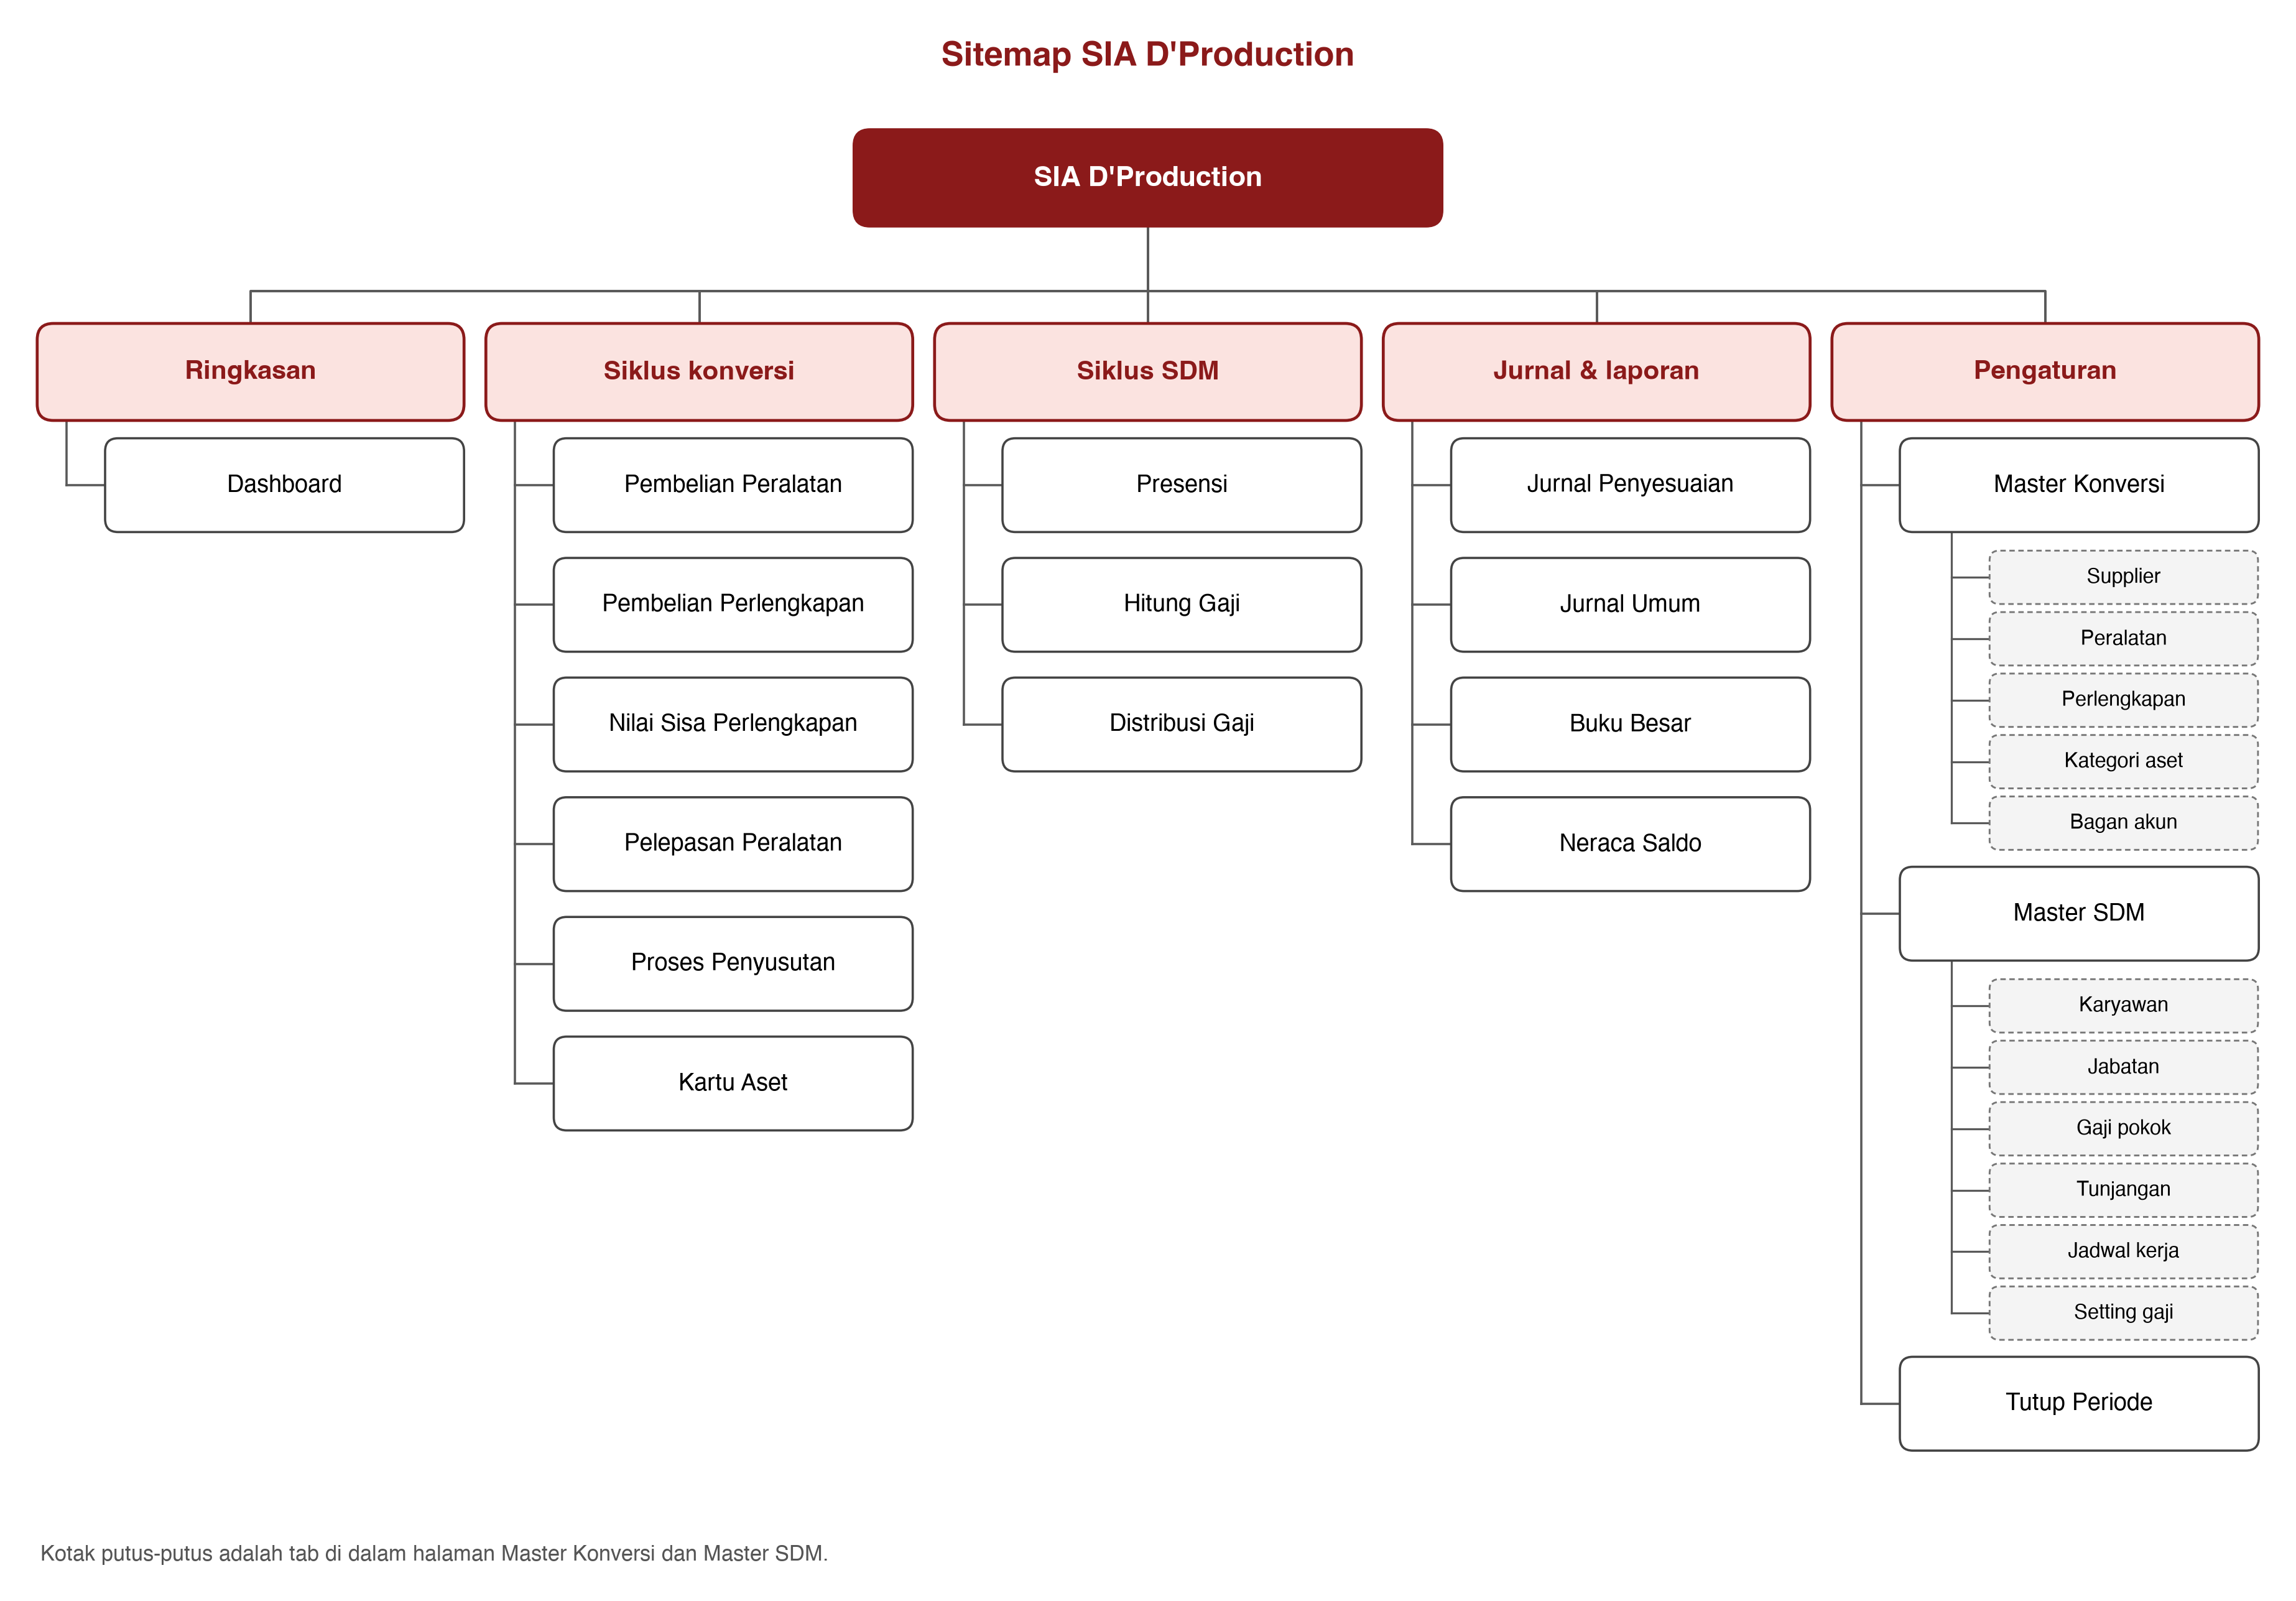 Sitemap SIA D'Production
SIA D'Production
Ringkasan
Dashboard
Siklus konversi
Pembelian Peralatan
Pembelian Perlengkapan
Nilai Sisa Perlengkapan
Pelepasan Peralatan
Proses Penyusutan
Kartu Aset
Siklus SDM
Presensi
Hitung Gaji
Distribusi Gaji
Jurnal & laporan
Jurnal Penyesuaian
Jurnal Umum
Buku Besar
Neraca Saldo
Pengaturan
Master Konversi
Supplier
Peralatan
Perlengkapan
Kategori aset
Bagan akun
Master SDM
Karyawan
Jabatan
Gaji pokok
Tunjangan
Jadwal kerja
Setting gaji
Tutup Periode
Kotak putus-putus adalah tab di dalam halaman Master Konversi dan Master SDM.